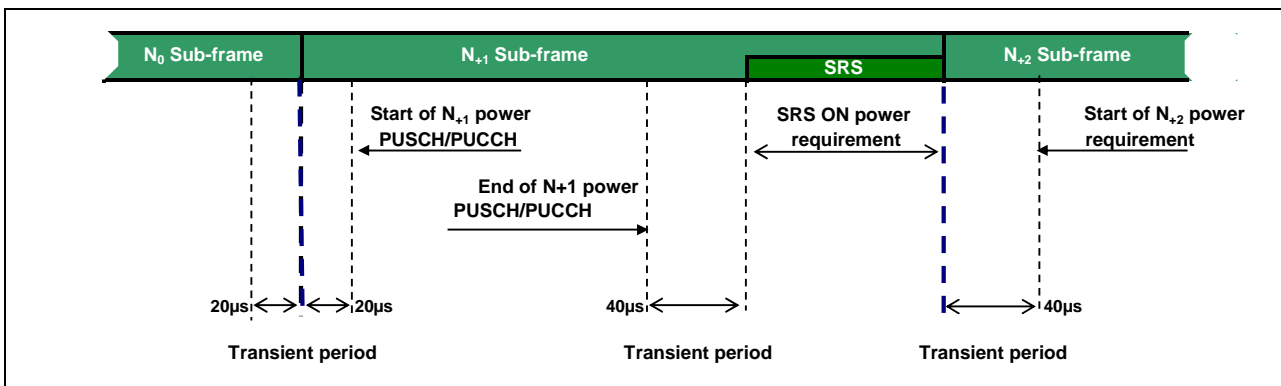 N₀ Sub-frame
N₊₁ Sub-frame
SRS
N₊₂ Sub-frame
Start of N₊₁ power
PUSCH/PUCCH
SRS ON power
requirement
Start of N₊₂ power
requirement
End of N+1 power
PUSCH/PUCCH
20µs
20µs
40µs
40µs
Transient period
Transient period
Transient period